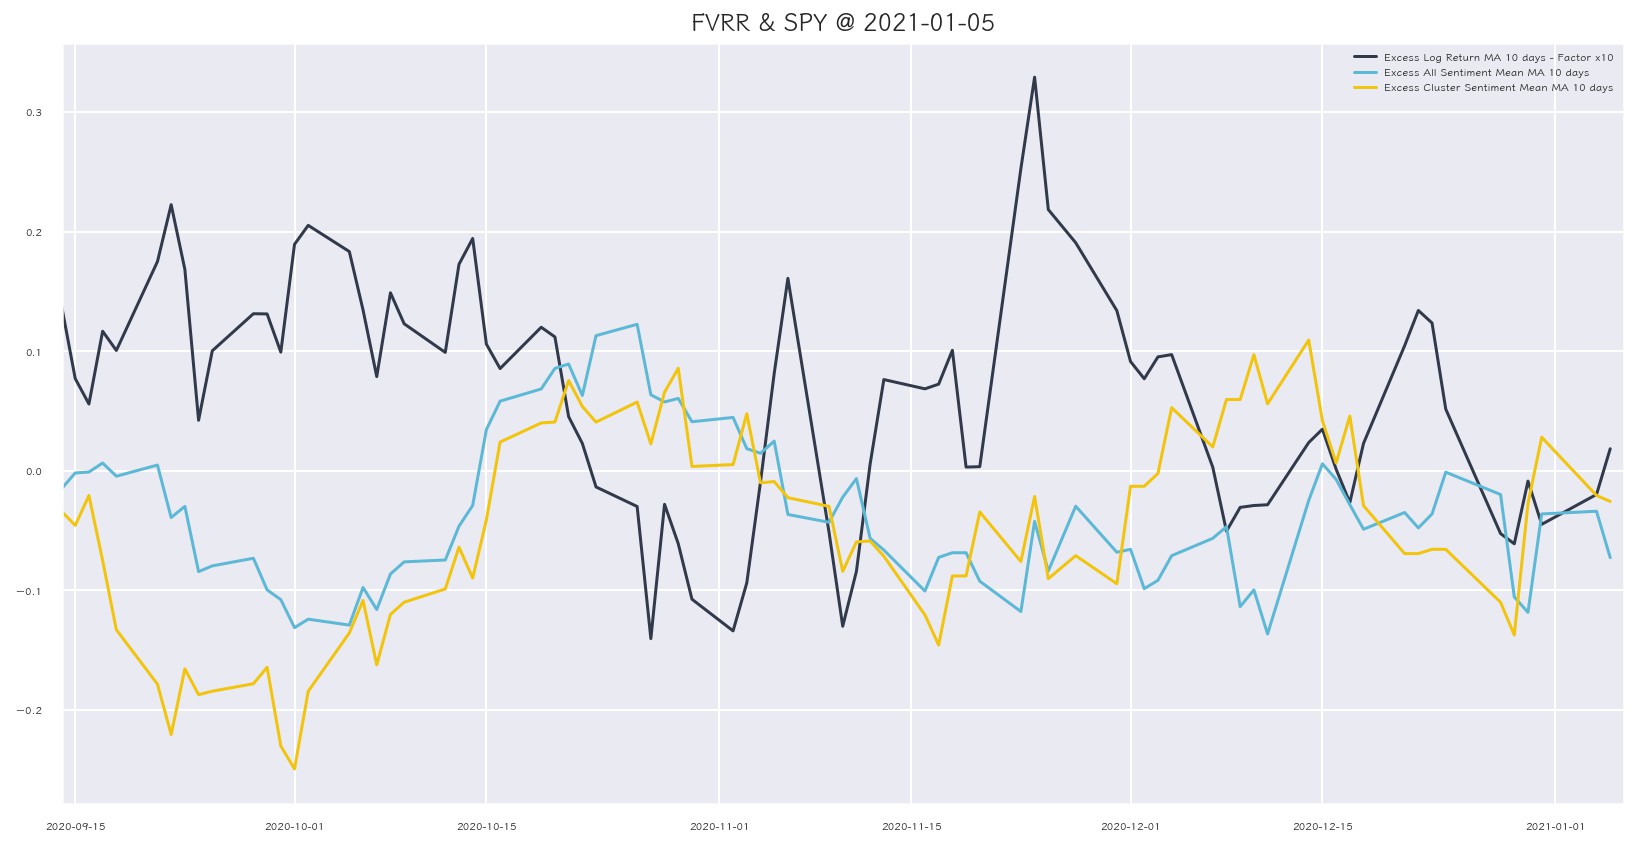 FVRR & SPY @ 2021-01-05
Excess Log Return MA 10 days - Factor x10
Excess All Sentiment Mean MA 10 days
Excess Cluster Sentiment Mean MA 10 days
0.3
0.2
0.1
0.0
−0.1
−0.2
2020-09-15 2020-10-01 2020-10-15 2020-11-01 2020-11-15 2020-12-01 2020-12-15 2021-01-01